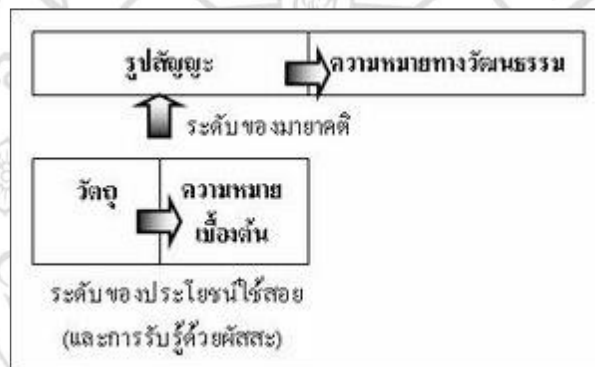 รูปสัญญะ ความหมายทางวัฒนธรรม
ระดับของมายาคติ
วัตถุ ความหมาย
เบื้องต้น
ระดับของประโยชน์ใช้สอย
(และการรับรู้ด้วยผัสสะ)